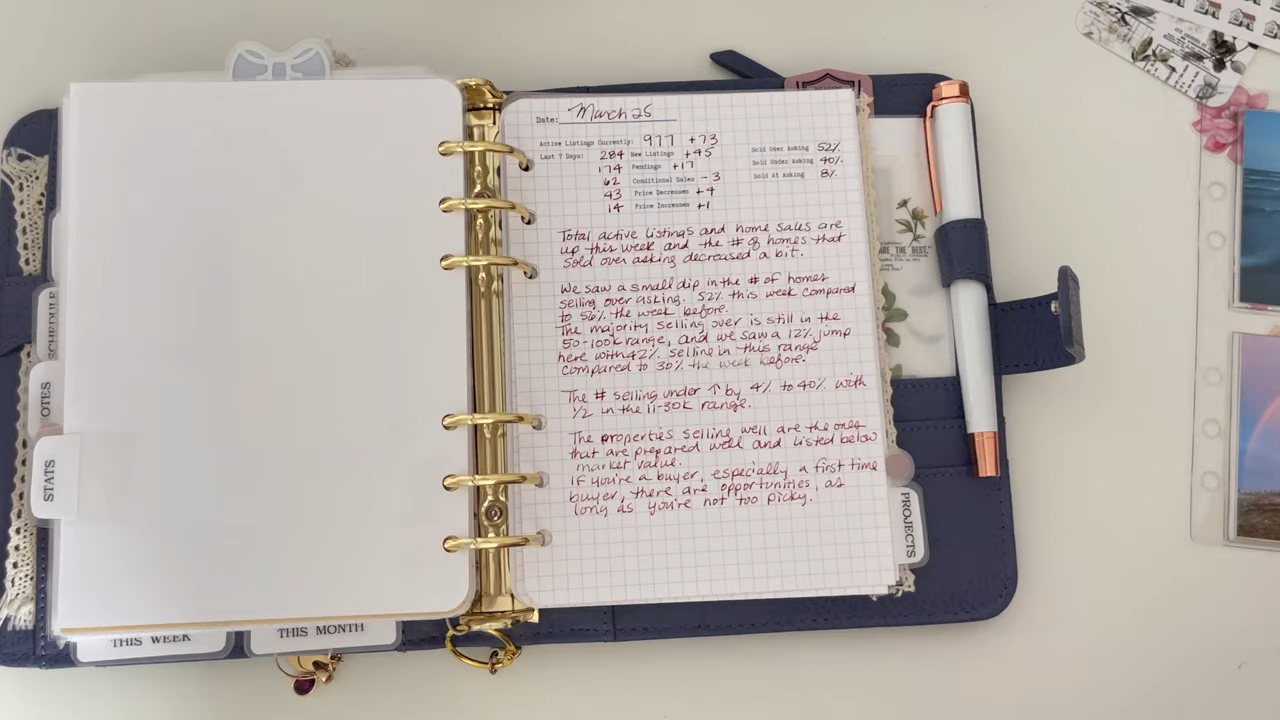 Date: March 25
Active Listings Currently: 977 +73
Last 7 Days: 284 New Listings +45
174 Pendings +17
62 Conditional Sales -3
43 Price Decreases +4
14 Price Increases +1
Sold Over Asking 52%
Sold Under Asking 40%
Sold At Asking 8%
Total active listings and home sales are
up this week and the # of homes that
sold over asking decreased a bit.
We saw a small dip in the # of homes
selling over asking. 52% this week compared
to 56% the week before.
The majority selling over is still in the
50-100k range, and we saw a 12% jump
here with 42% selling in this range
compared to 30% the week before.
The # selling under ↑ by 4% to 40% with
1/2 in the 11-30k range.
The properties selling well are the ones
that are prepared well and listed below
market value.
If you're a buyer, especially a first time
buyer, there are opportunities, as
long as you're not too picky.
OTES
STATS
THIS WEEK
THIS MONTH
PROJECTS
ARE THE BEST,"